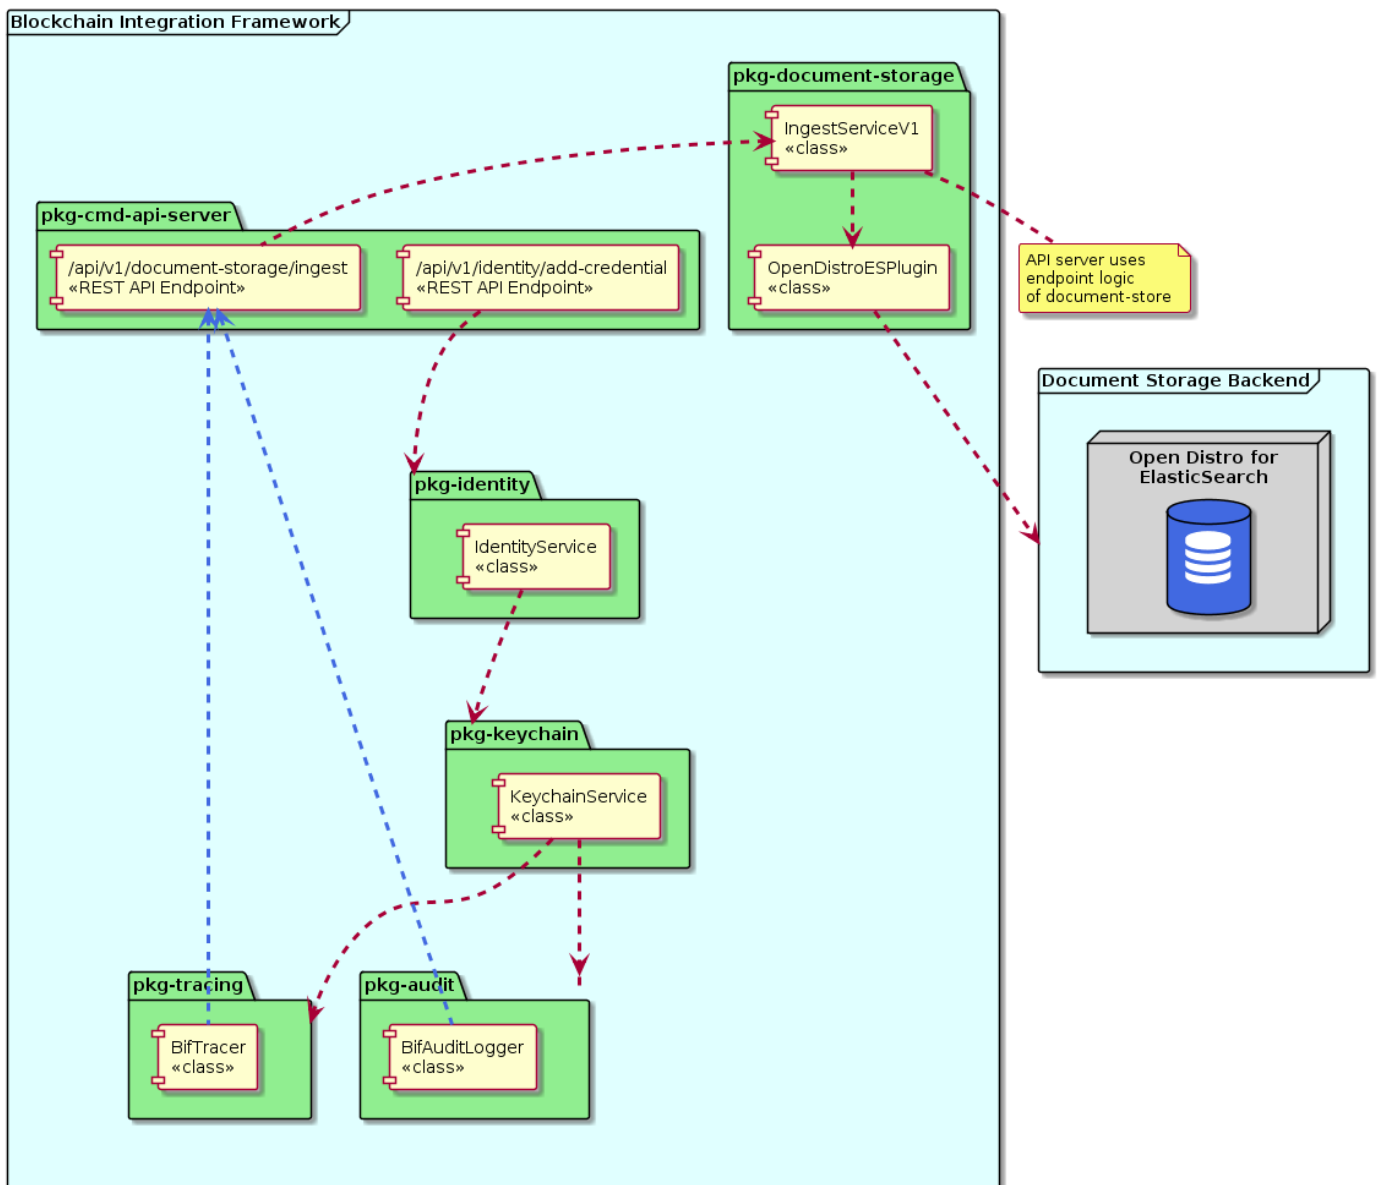 Blockchain Integration Framework
pkg-document-storage
IngestServiceV1
«class»
pkg-cmd-api-server
/api/v1/document-storage/ingest
«REST API Endpoint»
/api/v1/identity/add-credential
«REST API Endpoint»
OpenDistroESPlugin
«class»
API server uses
endpoint logic
of document-store
Document Storage Backend
Open Distro for
ElasticSearch
pkg-identity
IdentityService
«class»
pkg-keychain
KeychainService
«class»
pkg-tracing
BifTracer
«class»
pkg-audit
BifAuditLogger
«class»